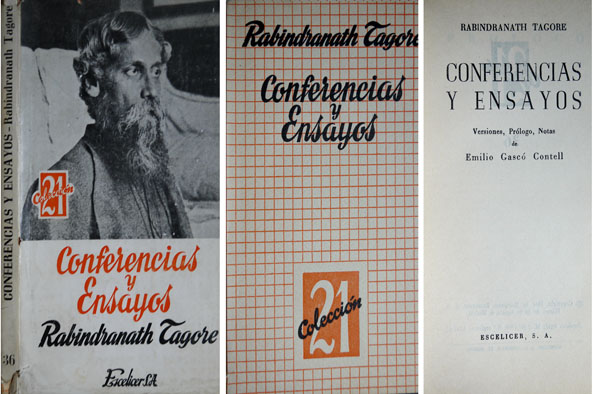 CONFERENCIAS Y ENSAYOS - Rabindranath Tagore
36
21
Colección
Conferencias
y
Ensayos
Rabindranath Tagore
Escelicer S.A
Rabindranath Tagore
Conferencias
y
Ensayos
21
Colección
RABINDRANATH TAGORE
CONFERENCIAS
Y ENSAYOS
Versiones, Prólogo, Notas
de
Emilio Gascó Contell
ESCELICER, S. A.